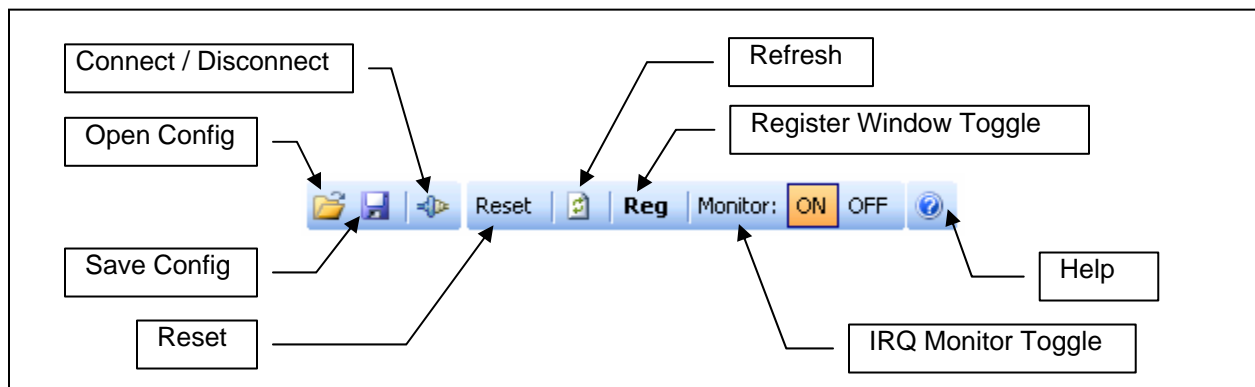 Connect / Disconnect
Refresh
Open Config
Register Window Toggle
Reset
Reg
Monitor:
ON
OFF
Save Config
Help
Reset
IRQ Monitor Toggle